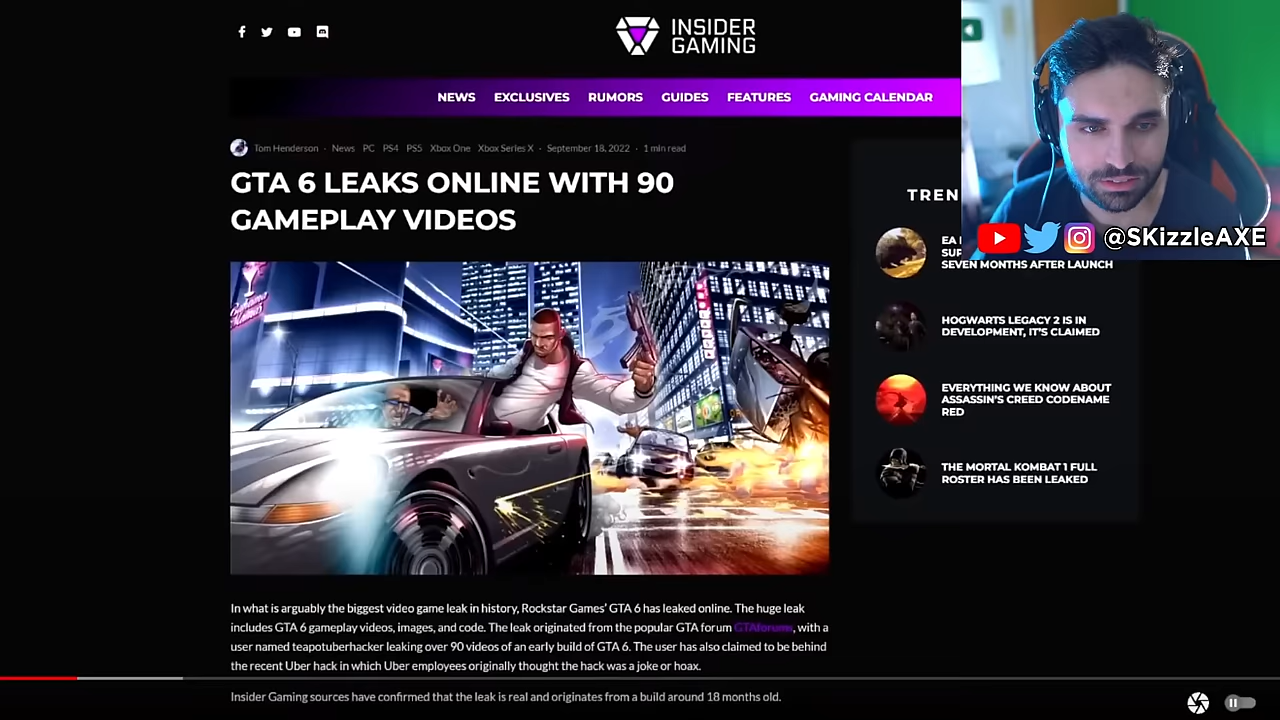 INSIDER
GAMING
NEWS EXCLUSIVES RUMORS GUIDES FEATURES GAMING CALENDAR
Tom Henderson · News PC PS4 PS5 Xbox One Xbox Series X · September 18, 2022 · 1 min read
GTA 6 LEAKS ONLINE WITH 90
GAMEPLAY VIDEOS
In what is arguably the biggest video game leak in history, Rockstar Games' GTA 6 has leaked online. The huge leak
includes GTA 6 gameplay videos, images, and code. The leak originated from the popular GTA forum GTAforums, with a
user named teapotuberhacker leaking over 90 videos of an early build of GTA 6. The user has also claimed to be behind
the recent Uber hack in which Uber employees originally thought the hack was a joke or hoax.
Insider Gaming sources have confirmed that the leak is real and originates from a build around 18 months old.
TREN
@SKizzleAXE
EA
SUP
SEVEN MONTHS AFTER LAUNCH
HOGWARTS LEGACY 2 IS IN
DEVELOPMENT, IT'S CLAIMED
EVERYTHING WE KNOW ABOUT
ASSASSIN'S CREED CODENAME
RED
THE MORTAL KOMBAT 1 FULL
ROSTER HAS BEEN LEAKED